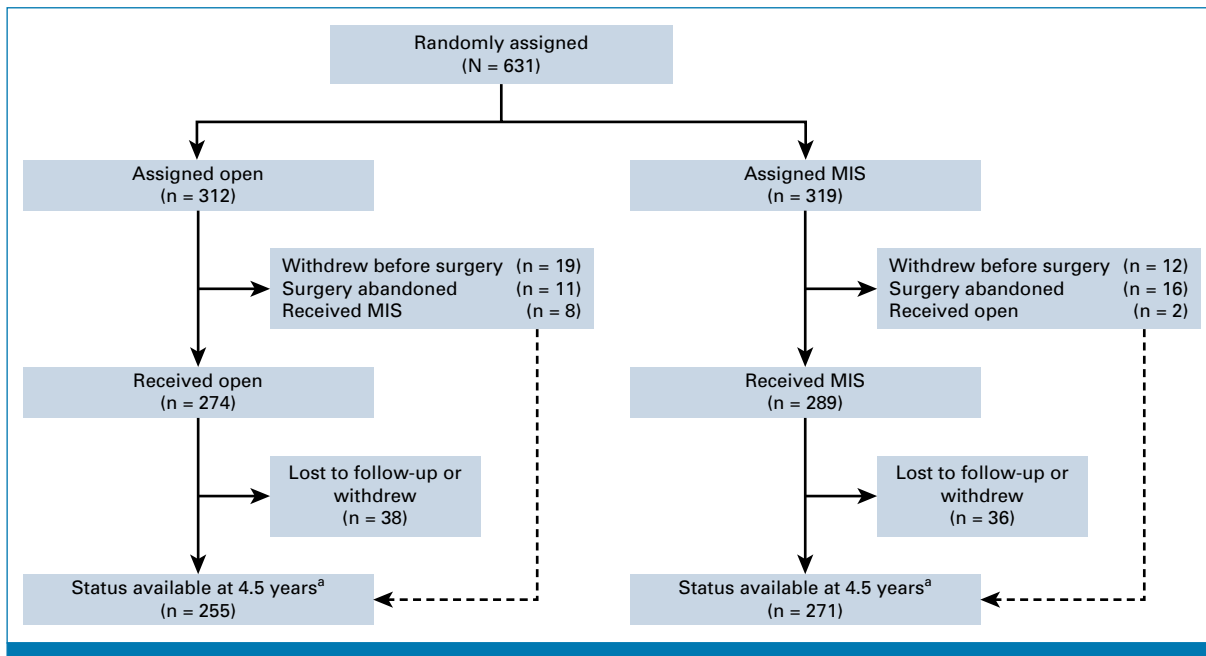 Randomly assigned
(N = 631)
Assigned open
(n = 312)
Assigned MIS
(n = 319)
Withdrew before surgery (n = 19)
Surgery abandoned (n = 11)
Received MIS (n = 8)
Withdrew before surgery (n = 12)
Surgery abandoned (n = 16)
Received open (n = 2)
Received open
(n = 274)
Received MIS
(n = 289)
Lost to follow-up or
withdrew
(n = 38)
Lost to follow-up or
withdrew
(n = 36)
Status available at 4.5 yearsᵃ
(n = 255)
Status available at 4.5 yearsᵃ
(n = 271)